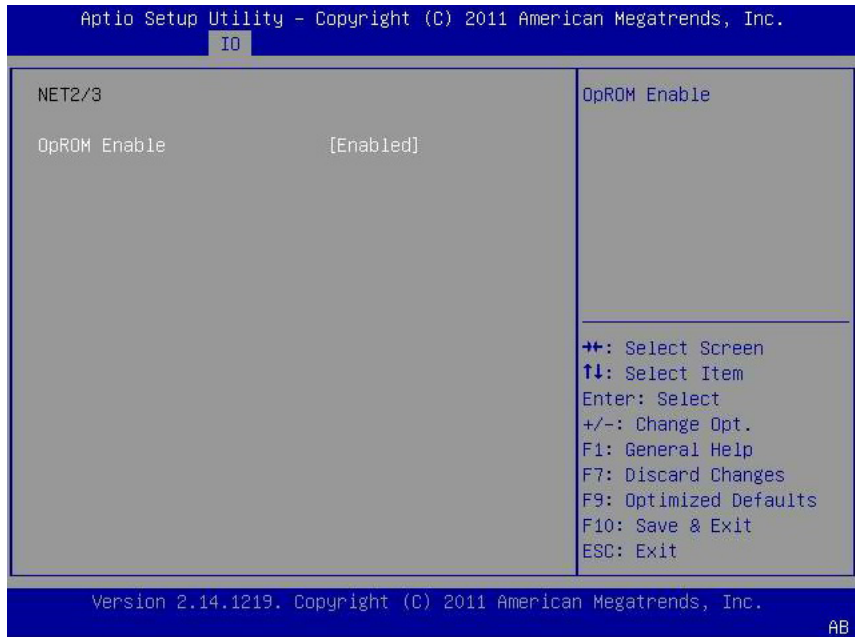 Aptio Setup Utility – Copyright (C) 2011 American Megatrends, Inc.
IO
NET2/3
OpROM Enable [Enabled]
OpROM Enable
→←: Select Screen
↑↓: Select Item
Enter: Select
+/-: Change Opt.
F1: General Help
F7: Discard Changes
F9: Optimized Defaults
F10: Save & Exit
ESC: Exit
Version 2.14.1219. Copyright (C) 2011 American Megatrends, Inc.
AB